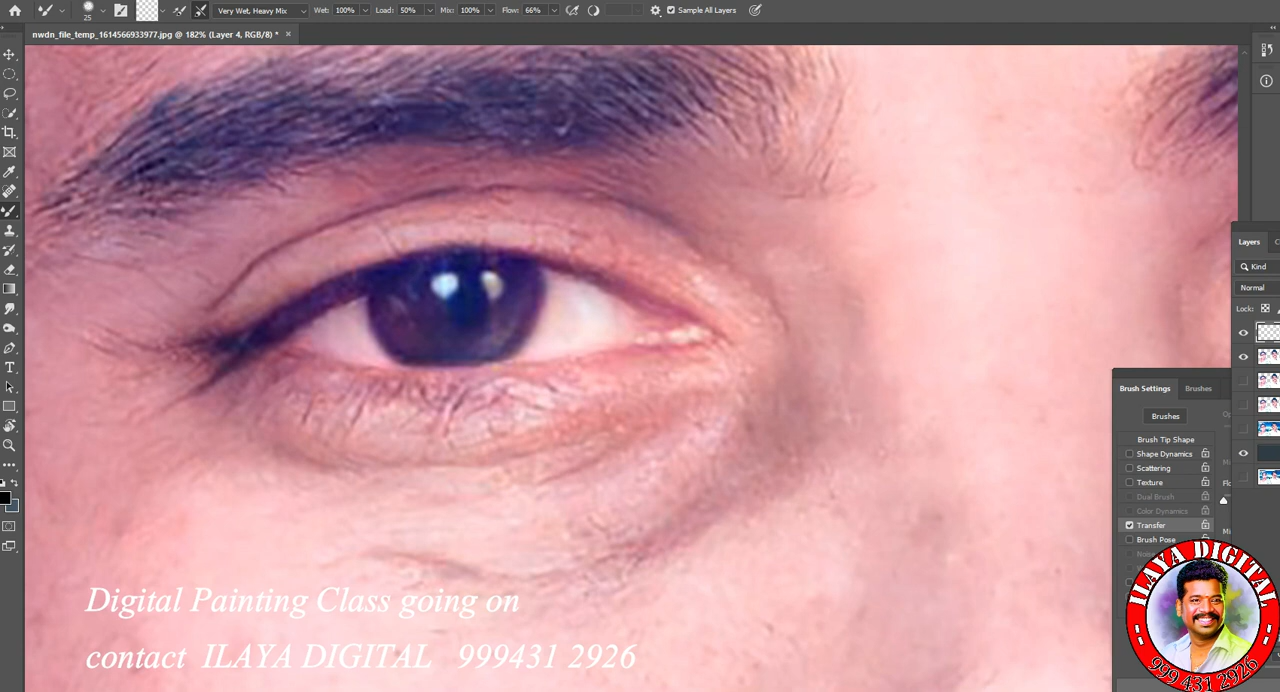 25
Very Wet, Heavy Mix
Wet: 100%
Load: 50%
Mix: 100%
Flow: 66%
Sample All Layers
nwdn_file_temp_1614566933977.jpg @ 182% (Layer 4, RGB/8) * ×
Layers
Kind
Normal
Lock:
Brush Settings
Brushes
Brushes
Brush Tip Shape
Shape Dynamics
Scattering
Texture
Dual Brush
Color Dynamics
Transfer
Brush Pose
Digital Painting Class going on
contact ILAYA DIGITAL 999431 2926
ILAYA DIGITAL
999 431 2926